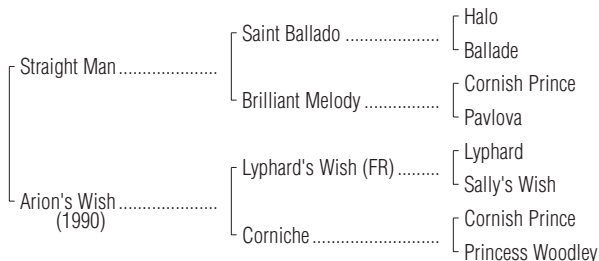 Halo
Saint Ballado ....................
Ballade
Straight Man.....................
Cornish Prince
Brilliant Melody ................
Pavlova
Lyphard
Lyphard's Wish (FR) .........
Sally's Wish
Arion's Wish.....................
(1990)
Cornish Prince
Corniche...........................
Princess Woodley